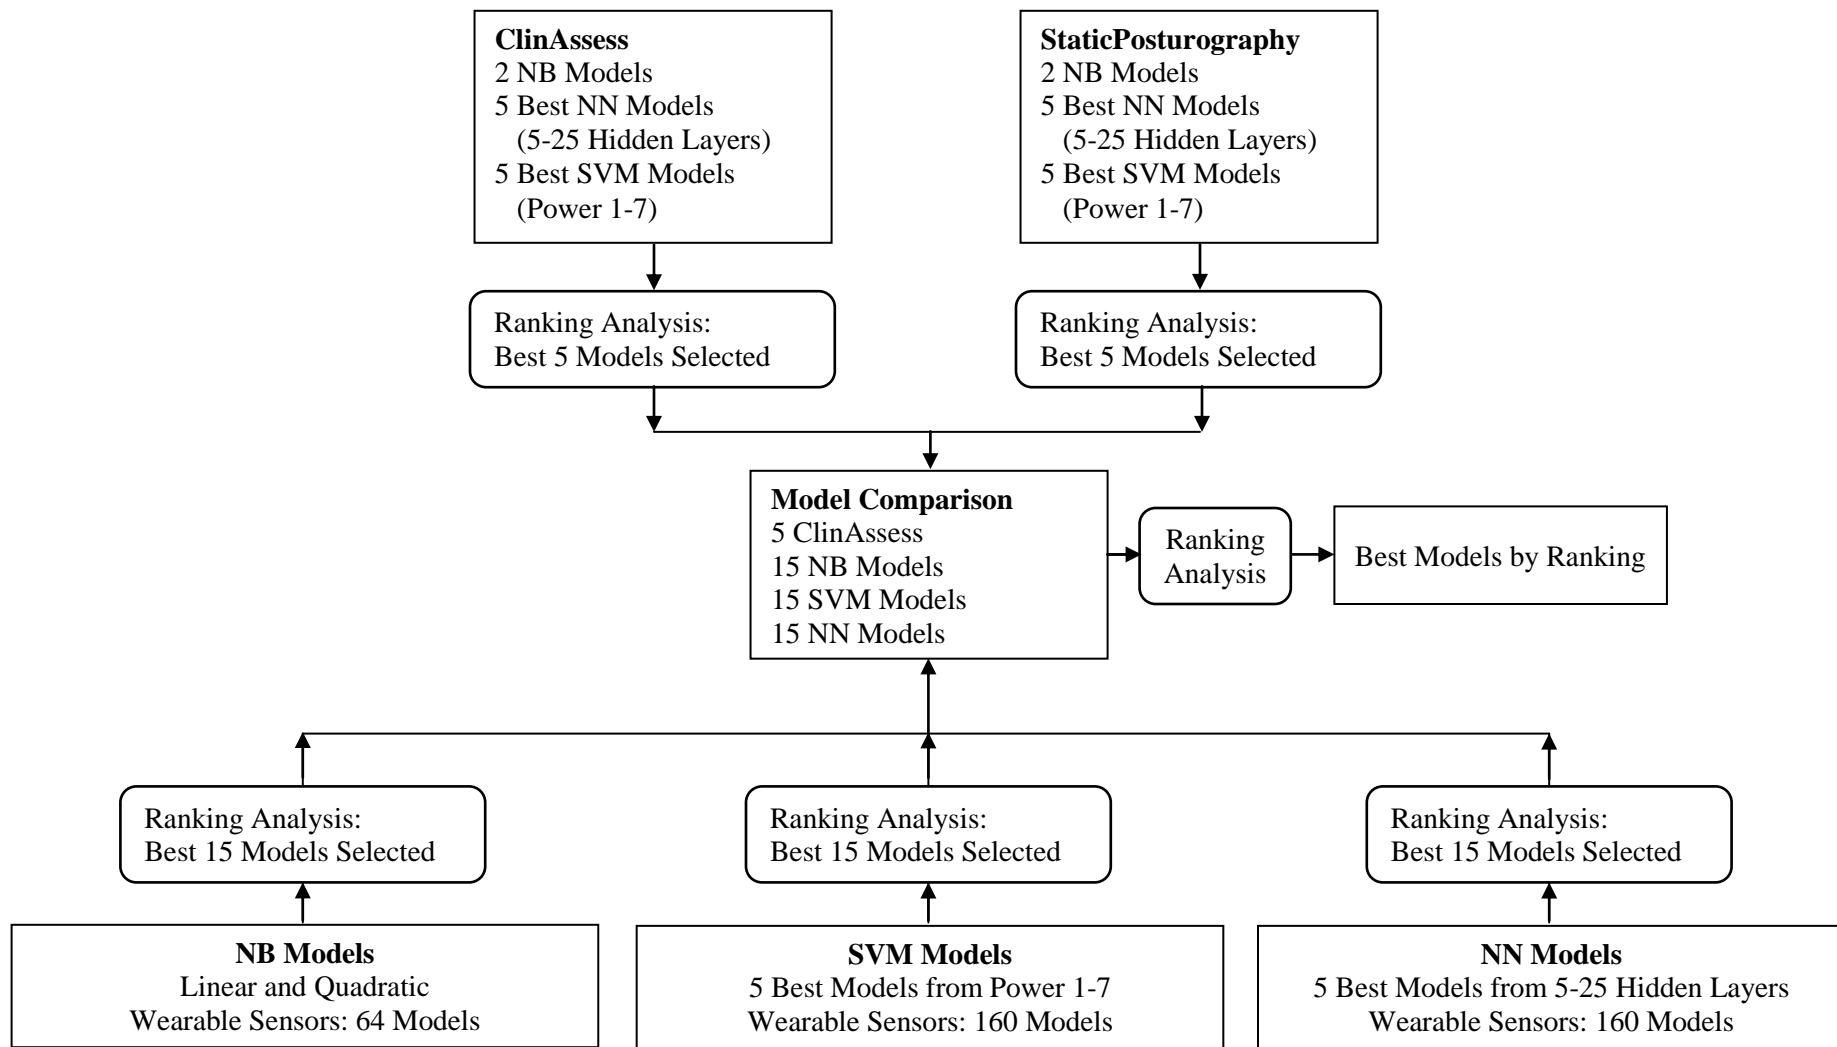 ClinAssess
2 NB Models
5 Best NN Models
(5-25 Hidden Layers)
5 Best SVM Models
(Power 1-7)
StaticPosturography
2 NB Models
5 Best NN Models
(5-25 Hidden Layers)
5 Best SVM Models
(Power 1-7)
Ranking Analysis:
Best 5 Models Selected
Ranking Analysis:
Best 5 Models Selected
Model Comparison
5 ClinAssess
15 NB Models
15 SVM Models
15 NN Models
Ranking
Analysis
Best Models by Ranking
Ranking Analysis:
Best 15 Models Selected
Ranking Analysis:
Best 15 Models Selected
Ranking Analysis:
Best 15 Models Selected
NB Models
Linear and Quadratic
Wearable Sensors: 64 Models
SVM Models
5 Best Models from Power 1-7
Wearable Sensors: 160 Models
NN Models
5 Best Models from 5-25 Hidden Layers
Wearable Sensors: 160 Models